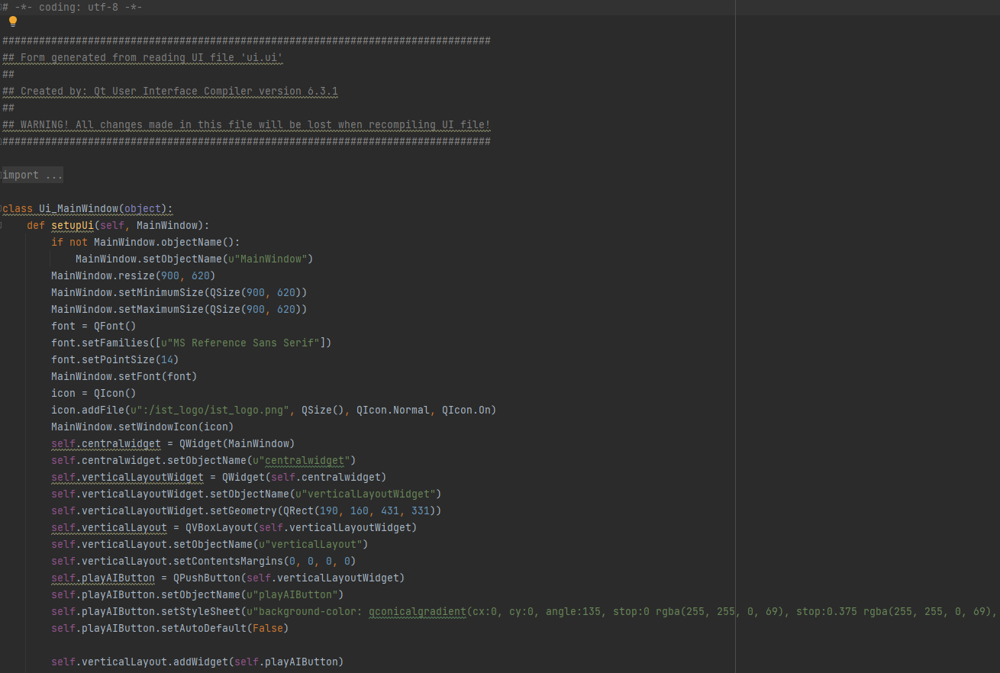 # -*- coding: utf-8 -*-
################################################################################
## Form generated from reading UI file 'ui.ui'
##
## Created by: Qt User Interface Compiler version 6.3.1
##
## WARNING! All changes made in this file will be lost when recompiling UI file!
################################################################################
import ...
class Ui_MainWindow(object):
    def setupUi(self, MainWindow):
        if not MainWindow.objectName():
            MainWindow.setObjectName(u"MainWindow")
        MainWindow.resize(900, 620)
        MainWindow.setMinimumSize(QSize(900, 620))
        MainWindow.setMaximumSize(QSize(900, 620))
        font = QFont()
        font.setFamilies([u"MS Reference Sans Serif"])
        font.setPointSize(14)
        MainWindow.setFont(font)
        icon = QIcon()
        icon.addFile(u":/ist_logo/ist_logo.png", QSize(), QIcon.Normal, QIcon.On)
        MainWindow.setWindowIcon(icon)
        self.centralwidget = QWidget(MainWindow)
        self.centralwidget.setObjectName(u"centralwidget")
        self.verticalLayoutWidget = QWidget(self.centralwidget)
        self.verticalLayoutWidget.setObjectName(u"verticalLayoutWidget")
        self.verticalLayoutWidget.setGeometry(QRect(190, 160, 431, 331))
        self.verticalLayout = QVBoxLayout(self.verticalLayoutWidget)
        self.verticalLayout.setObjectName(u"verticalLayout")
        self.verticalLayout.setContentsMargins(0, 0, 0, 0)
        self.playAIButton = QPushButton(self.verticalLayoutWidget)
        self.playAIButton.setObjectName(u"playAIButton")
        self.playAIButton.setStyleSheet(u"background-color: qconicalgradient(cx:0, cy:0, angle:135, stop:0 rgba(255, 255, 0, 69), stop:0.375 rgba(255, 255, 0, 69),
        self.playAIButton.setAutoDefault(False)
        self.verticalLayout.addWidget(self.playAIButton)